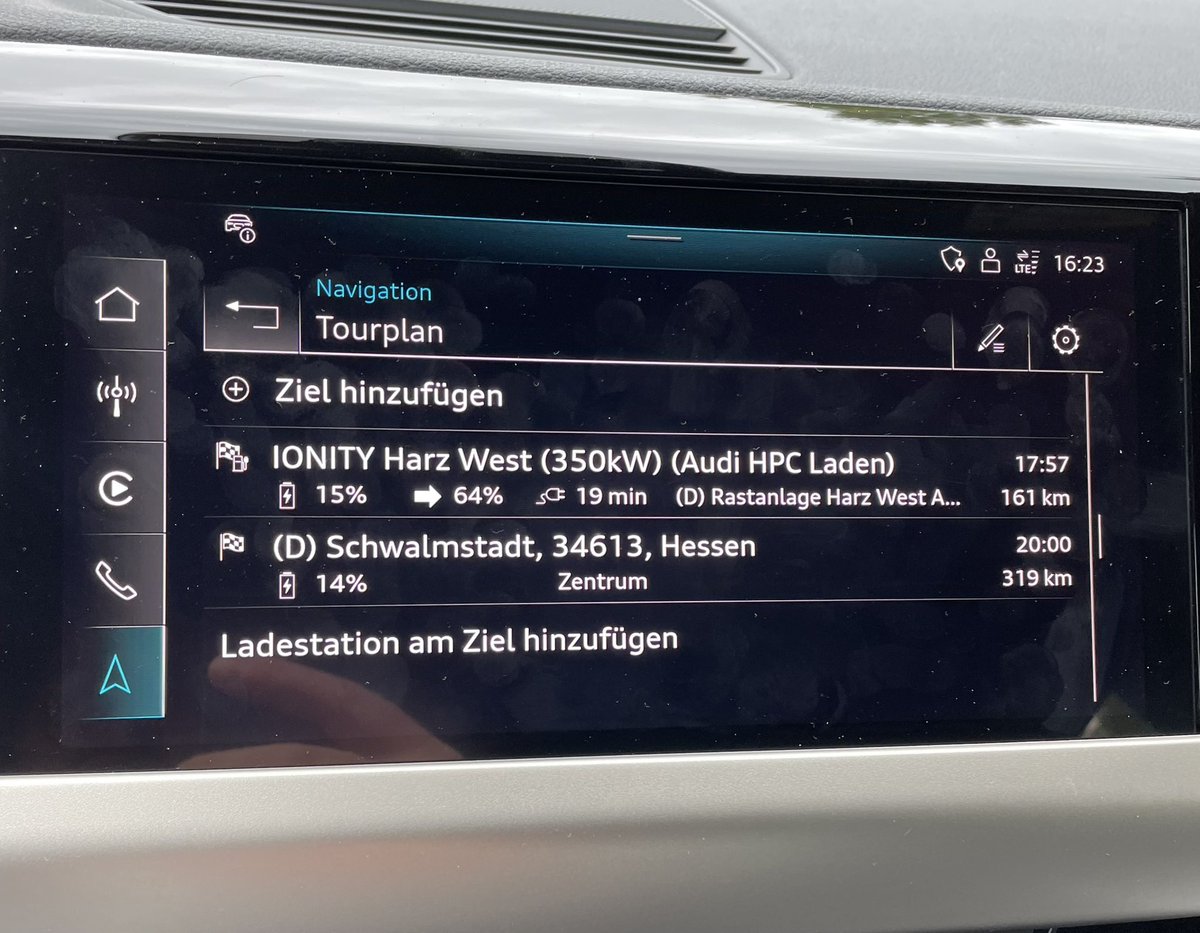 LTE 16:23
Navigation
Tourplan
Ziel hinzufügen
IONITY Harz West (350kW) (Audi HPC Laden) 17:57
15% 64% 19 min (D) Rastanlage Harz West A... 161 km
(D) Schwalmstadt, 34613, Hessen 20:00
14% Zentrum 319 km
Ladestation am Ziel hinzufügen